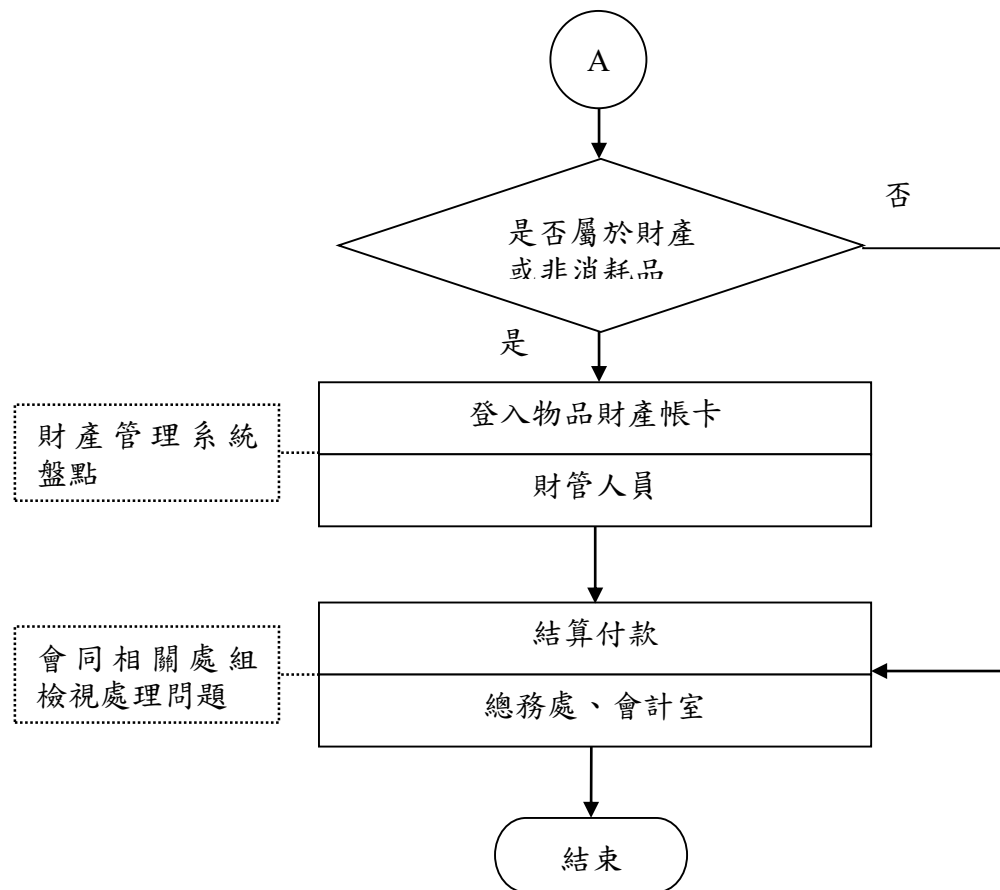 A
是否屬於財產
或非消耗品
否
是
登入物品財產帳卡
財產管理系統
盤點
財管人員
結算付款
會同相關處組
檢視處理問題
總務處、會計室
結束